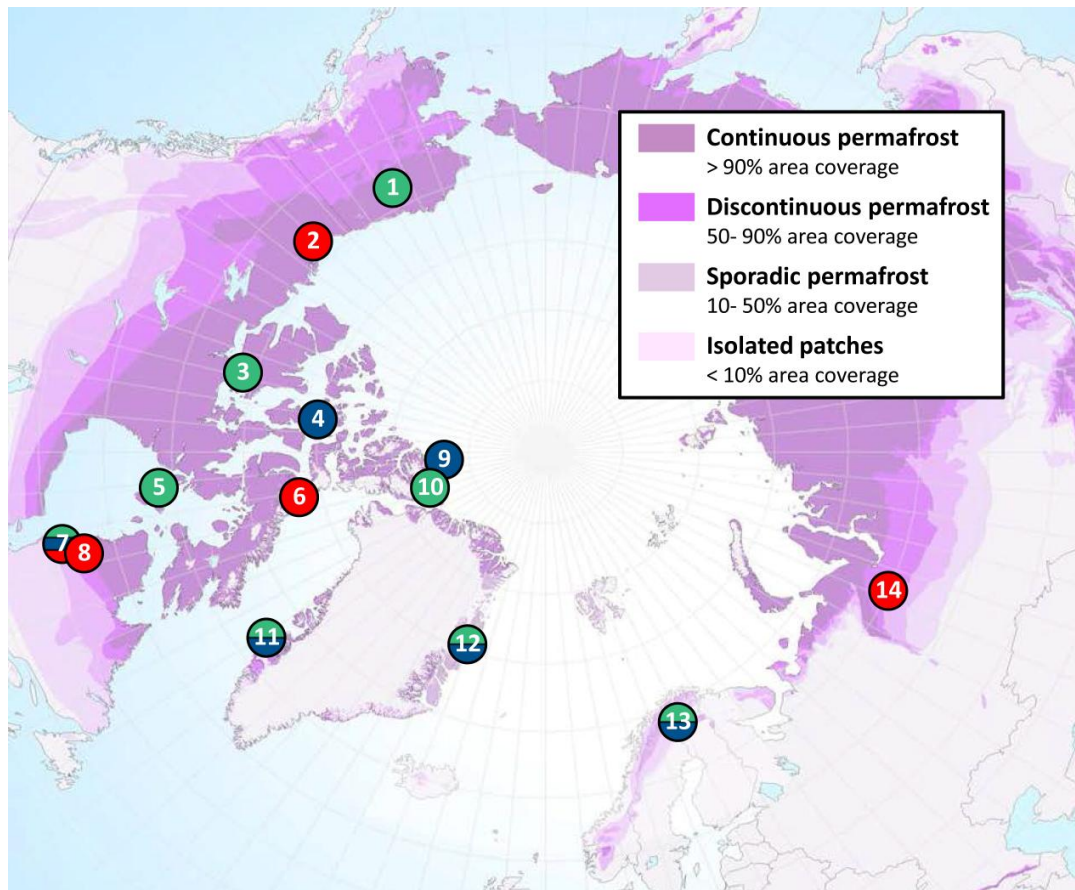 Continuous permafrost
> 90% area coverage
Discontinuous permafrost
50- 90% area coverage
Sporadic permafrost
10- 50% area coverage
Isolated patches
< 10% area coverage
1
2
3
4
5
6
7
8
9
10
11
12
13
14